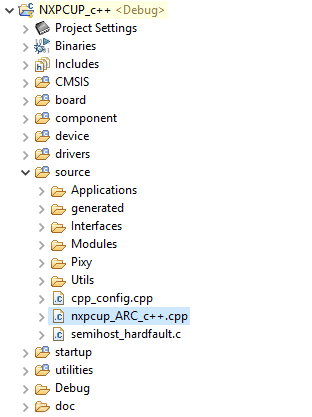 NXPCUP_c++ <Debug>
Project Settings
Binaries
Includes
CMSIS
board
component
device
drivers
source
Applications
generated
Interfaces
Modules
Pixy
Utils
cpp_config.cpp
nxpcup_ARC_c++.cpp
semihost_hardfault.c
startup
utilities
Debug
doc